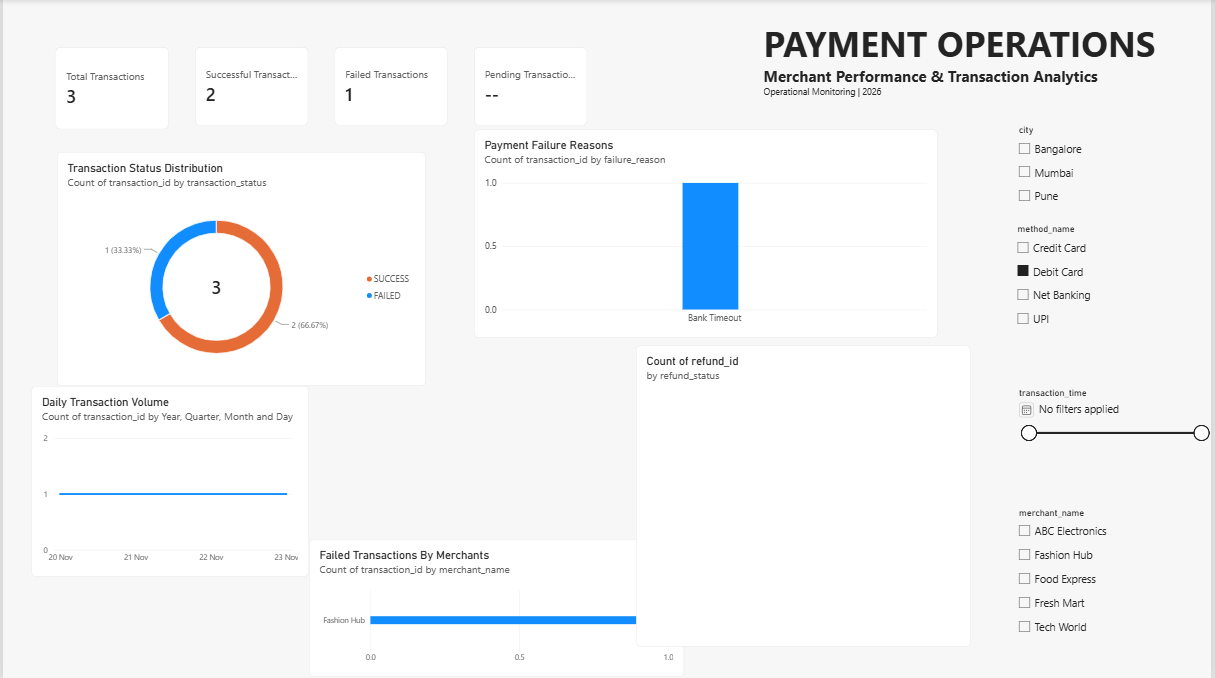 PAYMENT OPERATIONS
Merchant Performance & Transaction Analytics
Operational Monitoring | 2026
Total Transactions
3
Successful Transact...
2
Failed Transactions
1
Pending Transactio...
--
Transaction Status Distribution
Count of transaction_id by transaction_status
1 (33.33%)
3
2 (66.67%)
SUCCESS
FAILED
Payment Failure Reasons
Count of transaction_id by failure_reason
1.0
0.5
0.0
Bank Timeout
Daily Transaction Volume
Count of transaction_id by Year, Quarter, Month and Day
2
1
0
20 Nov
21 Nov
22 Nov
23 Nov
Failed Transactions By Merchants
Count of transaction_id by merchant_name
Fashion Hub
0.0
0.5
1.0
Count of refund_id
by refund_status
city
Bangalore
Mumbai
Pune
method_name
Credit Card
Debit Card
Net Banking
UPI
transaction_time
No filters applied
merchant_name
ABC Electronics
Fashion Hub
Food Express
Fresh Mart
Tech World